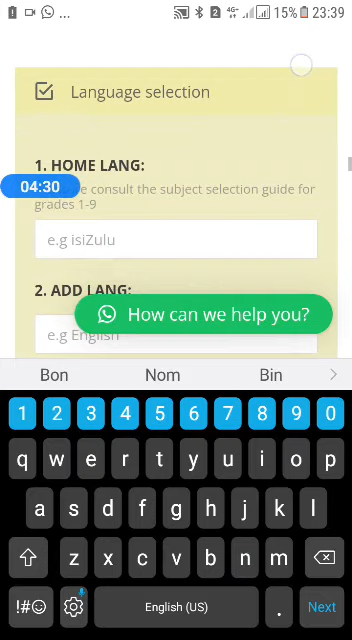 ... 2 4G+ 15% 23:39
Language selection
1. HOME LANG:
consult the subject selection guide for
grades 1-9
04:30
e.g isiZulu
2. ADD LANG:
How can we help you?
e.g English
Bon Nom Bin
1 2 3 4 5 6 7 8 9 0
q w e r t y u i o p
a s d f g h j k l
z x c v b n m
!#☺ English (US) . Next